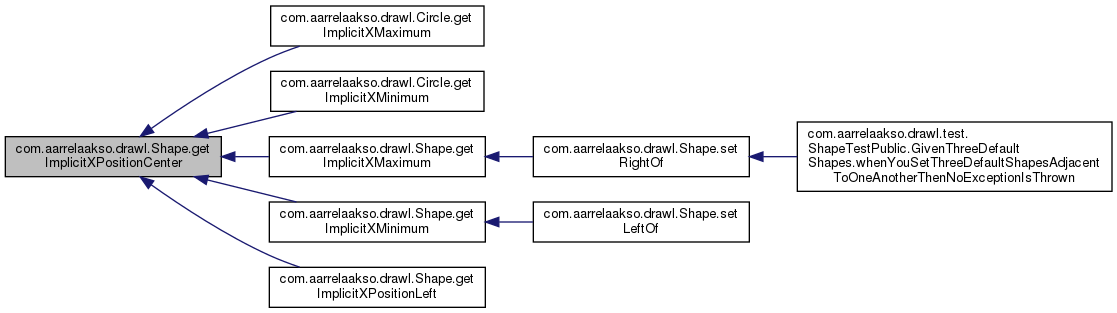 com.aarrelaakso.drawl.Circle.get
ImplicitXMaximum
com.aarrelaakso.drawl.Circle.get
ImplicitXMinimum
com.aarrelaakso.drawl.Shape.get
ImplicitXPositionCenter
com.aarrelaakso.drawl.Shape.get
ImplicitXMaximum
com.aarrelaakso.drawl.Shape.set
RightOf
com.aarrelaakso.drawl.test.
ShapeTestPublic.GivenThreeDefault
Shapes.whenYouSetThreeDefaultShapesAdjacent
ToOneAnotherThenNoExceptionIsThrown
com.aarrelaakso.drawl.Shape.get
ImplicitXMinimum
com.aarrelaakso.drawl.Shape.set
LeftOf
com.aarrelaakso.drawl.Shape.get
ImplicitXPositionLeft